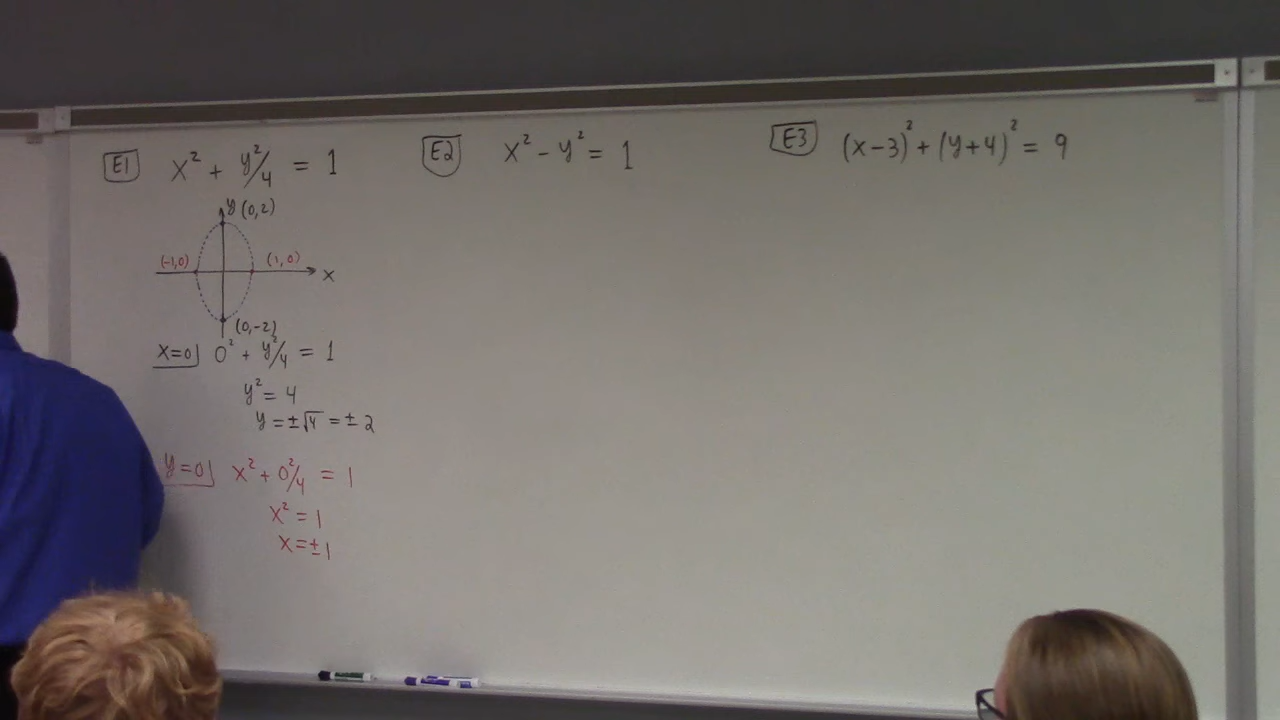 E1 x² + y²/4 = 1
y (0,2)
(-1,0) (1,0)
x
(0,-2)
x=0 0² + y²/4 = 1
y² = 4
y = ±√4 = ± 2
y=0 x² + 0²/4 = 1
x² = 1
x = ±1
E2 x² - y² = 1
E3 (x-3)² + (y+4)² = 9